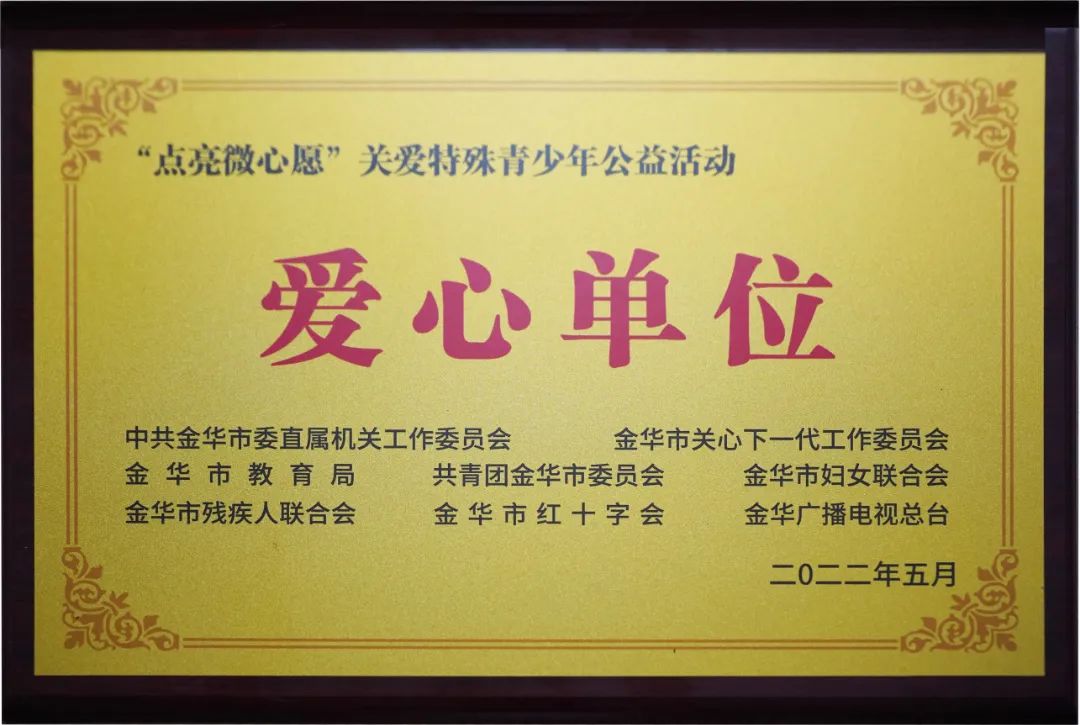 “点亮微心愿”关爱特殊青少年公益活动
爱心单位
中共金华市委直属机关工作委员会 金华市关心下一代工作委员会
金华市教育局 共青团金华市委员会 金华市妇女联合会
金华市残疾人联合会 金华市红十字会 金华广播电视总台
二〇二二年五月